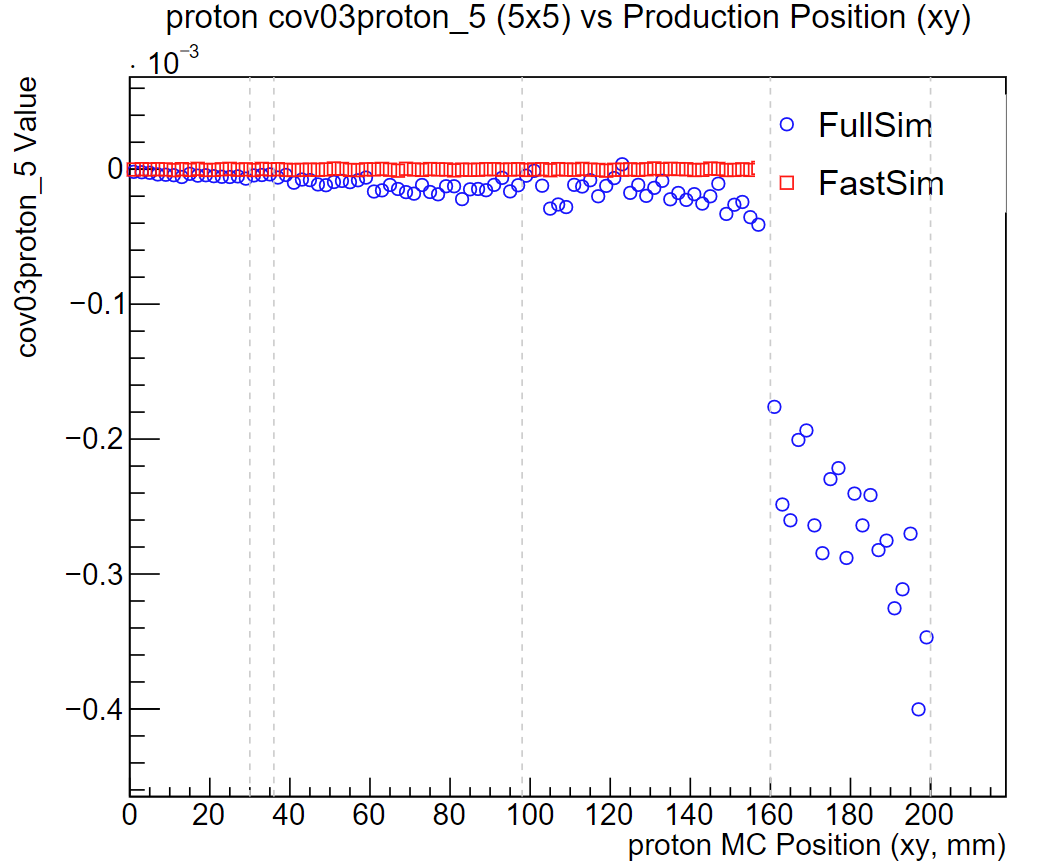 proton cov03proton_5 (5x5) vs Production Position (xy)
· 10⁻³
cov03proton_5 Value
FullSim
FastSim
0
−0.1
−0.2
−0.3
−0.4
0 20 40 60 80 100 120 140 160 180 200
proton MC Position (xy, mm)